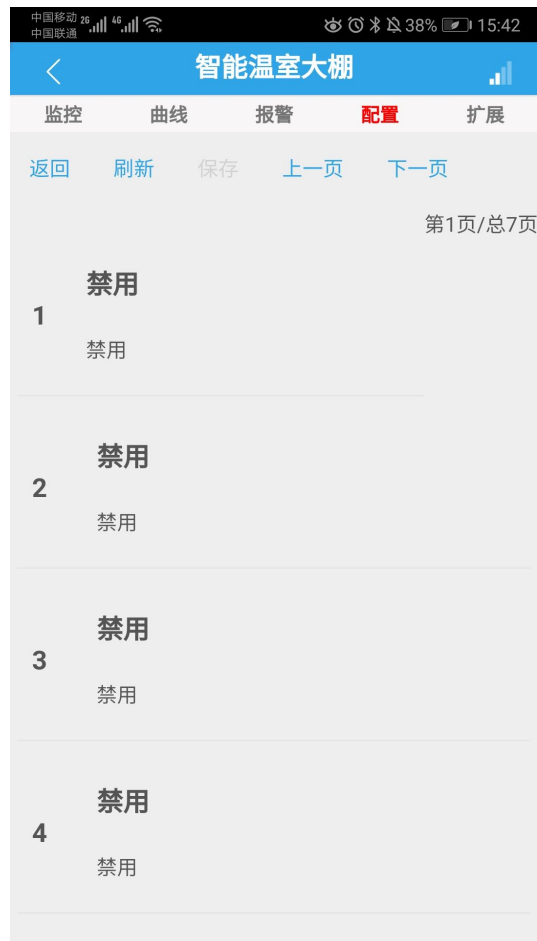 中国移动 26 46 38% 15:42
中国联通
智能温室大棚
监控 曲线 报警 配置 扩展
返回 刷新 保存 上一页 下一页
第1页/总7页
禁用
1
禁用
禁用
2
禁用
禁用
3
禁用
禁用
4
禁用